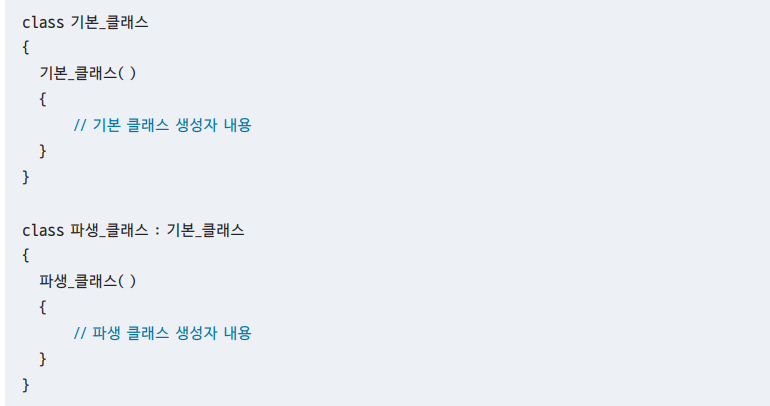 class 기본_클래스
{
기본_클래스( )
{
// 기본 클래스 생성자 내용
}
}
class 파생_클래스 : 기본_클래스
{
파생_클래스( )
{
// 파생 클래스 생성자 내용
}
}